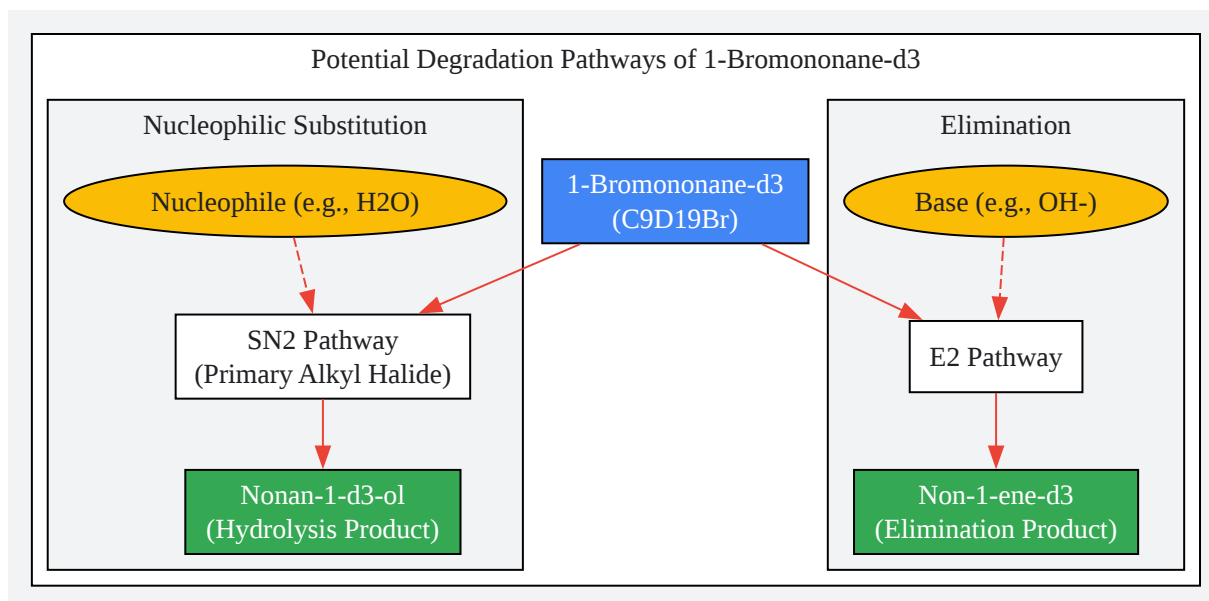 Potential Degradation Pathways of 1-Bromononane-d3
Nucleophilic Substitution
Elimination
Nucleophile (e.g., H2O)
1-Bromononane-d3
(C9D19Br)
Base (e.g., OH-)
SN2 Pathway
(Primary Alkyl Halide)
E2 Pathway
Nonan-1-d3-ol
(Hydrolysis Product)
Non-1-ene-d3
(Elimination Product)